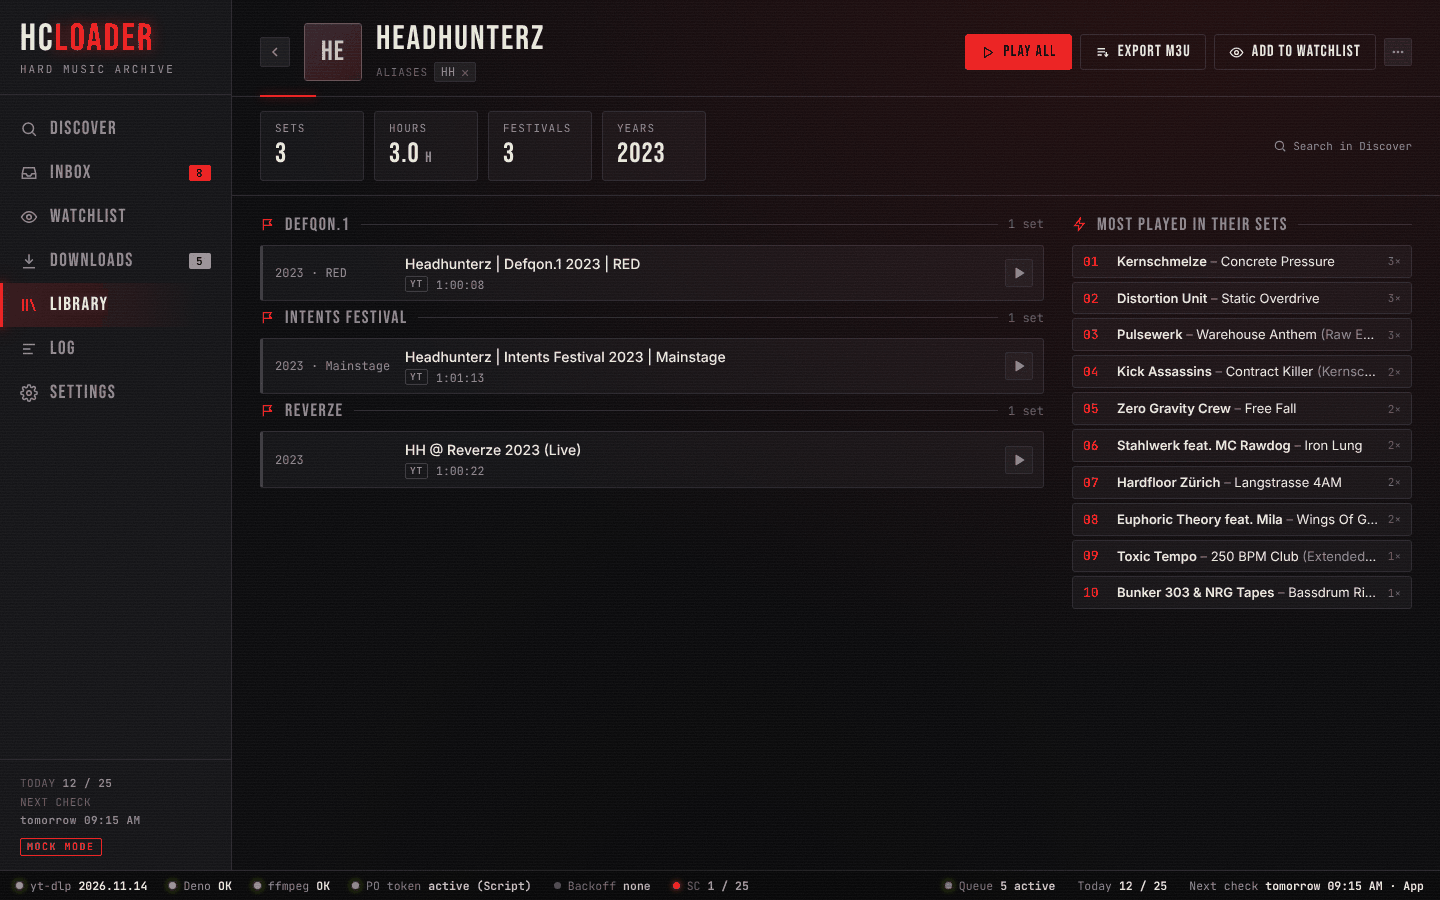 HCLOADER
HARD MUSIC ARCHIVE
DISCOVER
INBOX 8
WATCHLIST
DOWNLOADS 5
LIBRARY
LOG
SETTINGS
TODAY 12 / 25
NEXT CHECK
tomorrow 09:15 AM
MOCK MODE
HE
HEADHUNTERZ
ALIASES HH ×
PLAY ALL
EXPORT M3U
ADD TO WATCHLIST
SETS
3
HOURS
3.0 H
FESTIVALS
3
YEARS
2023
Search in Discover
DEFQON.1 1 set
2023 · RED
Headhunterz | Defqon.1 2023 | RED
YT 1:00:08
INTENTS FESTIVAL 1 set
2023 · Mainstage
Headhunterz | Intents Festival 2023 | Mainstage
YT 1:01:13
REVERZE 1 set
2023
HH @ Reverze 2023 (Live)
YT 1:00:22
MOST PLAYED IN THEIR SETS
01 Kernschmelze – Concrete Pressure 3×
02 Distortion Unit – Static Overdrive 3×
03 Pulsewerk – Warehouse Anthem (Raw E... 3×
04 Kick Assassins – Contract Killer (Kernsc... 2×
05 Zero Gravity Crew – Free Fall 2×
06 Stahlwerk feat. MC Rawdog – Iron Lung 2×
07 Hardfloor Zürich – Langstrasse 4AM 2×
08 Euphoric Theory feat. Mila – Wings Of G... 2×
09 Toxic Tempo – 250 BPM Club (Extended... 1×
10 Bunker 303 & NRG Tapes – Bassdrum Ri... 1×
yt-dlp 2026.11.14 Deno OK ffmpeg OK PO token active (Script) Backoff none SC 1 / 25 Queue 5 active Today 12 / 25 Next check tomorrow 09:15 AM · App